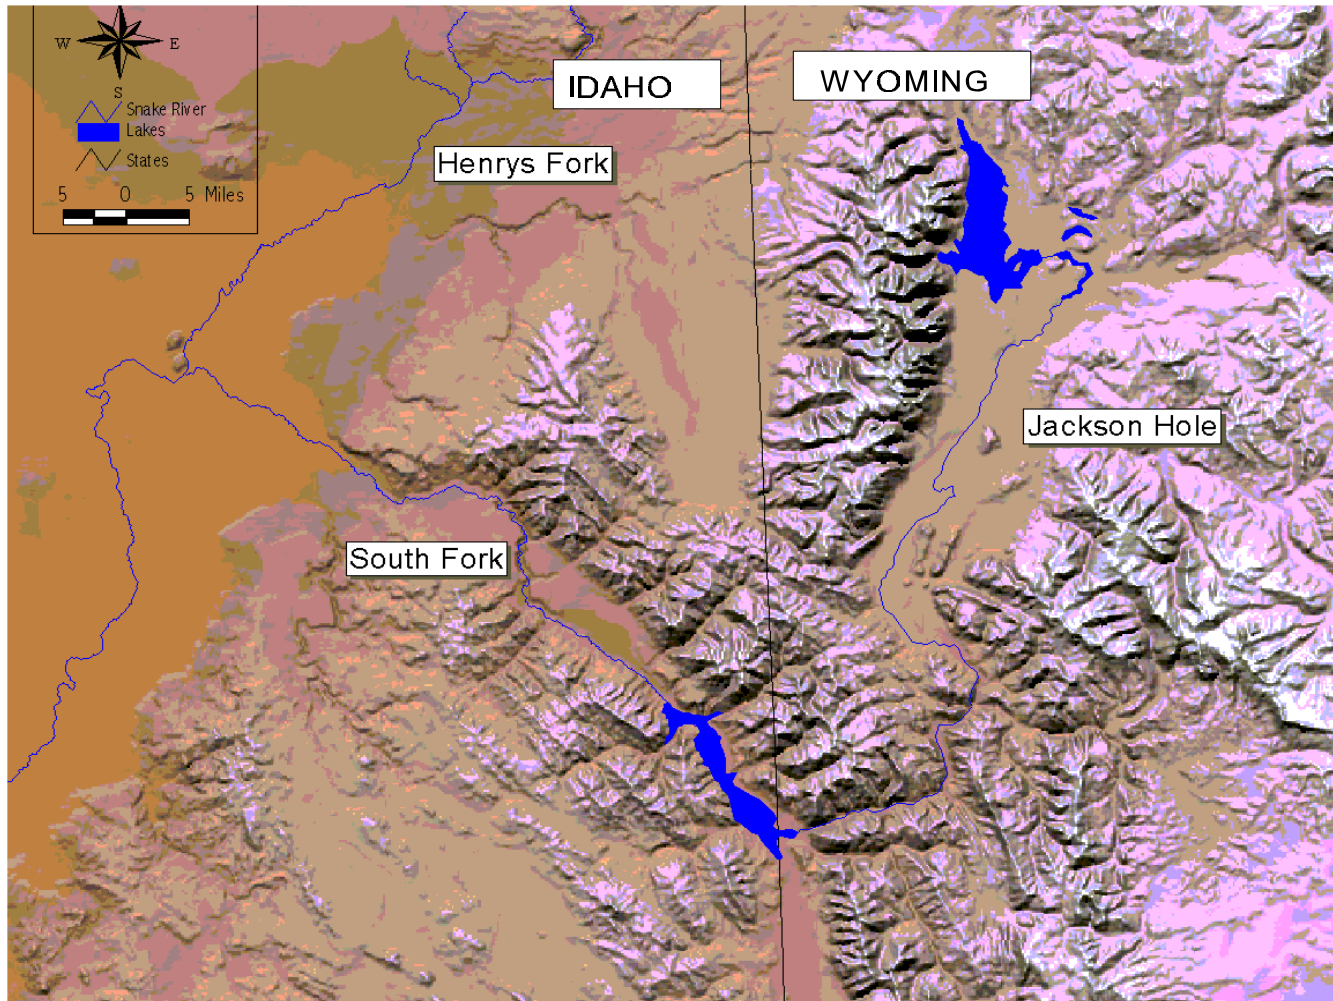 W E
S
Snake River
Lakes
States
5 0 5 Miles
IDAHO
WYOMING
Henrys Fork
Jackson Hole
South Fork